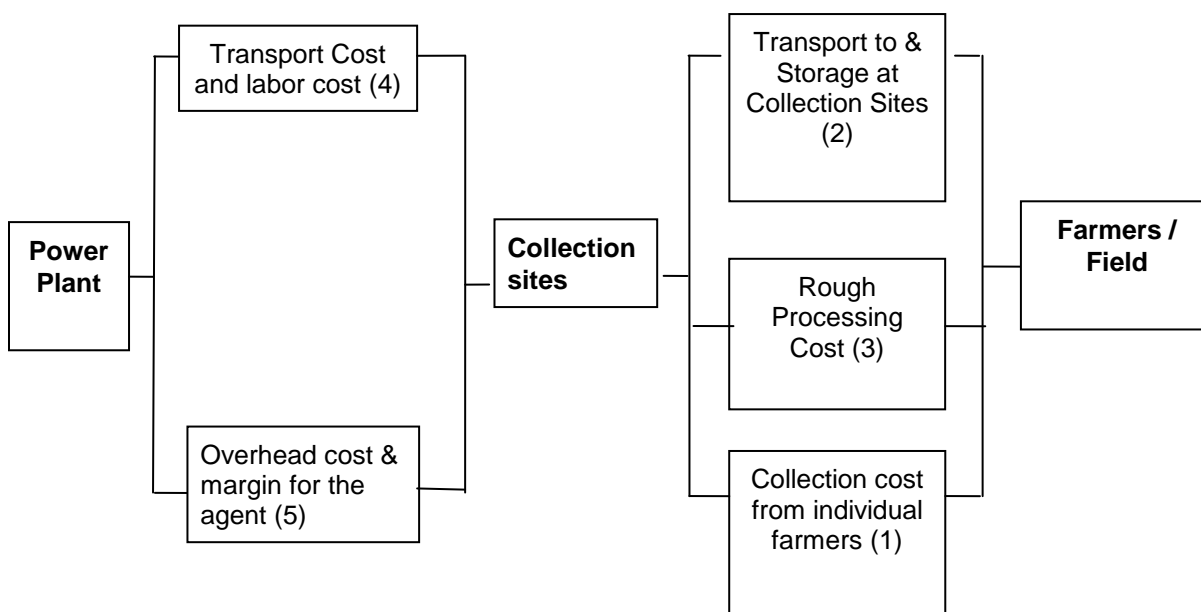 Power
Plant
Transport Cost
and labor cost (4)
Overhead cost &
margin for the
agent (5)
Collection
sites
Transport to &
Storage at
Collection Sites
(2)
Rough
Processing
Cost (3)
Collection cost
from individual
farmers (1)
Farmers /
Field